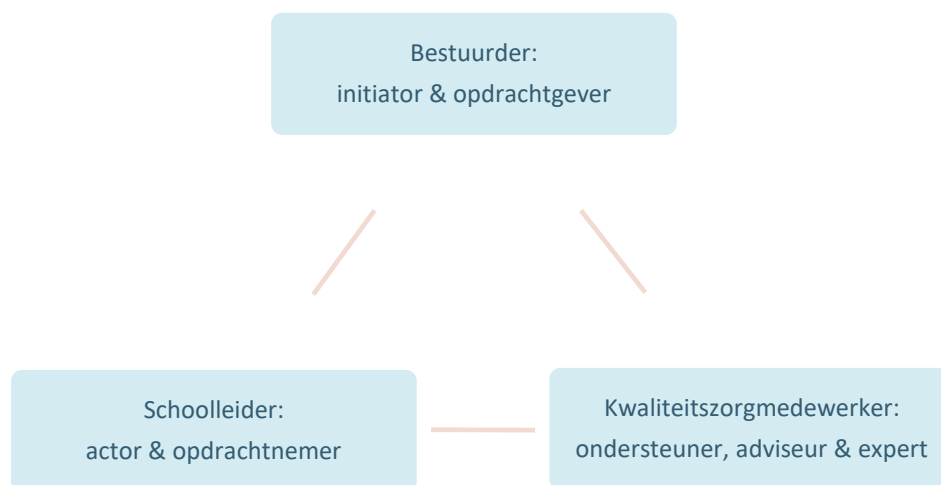 Bestuurder:
initiator & opdrachtgever
Schoolleider:
actor & opdrachtnemer
Kwaliteitszorgmedewerker:
ondersteuner, adviseur & expert